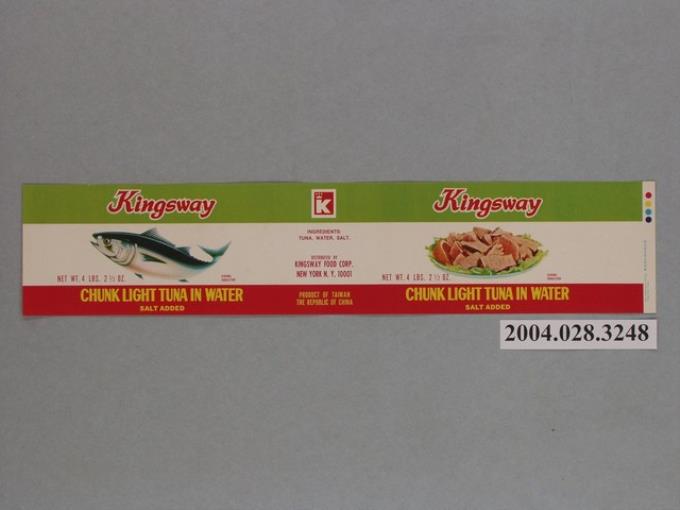 Kingsway
NET WT. 4 LBS. 2 ½ OZ.
CHUNK LIGHT TUNA IN WATER
SALT ADDED
K
INGREDIENTS
TUNA, WATER, SALT.
DISTRIBUTED BY
KINGSWAY FOOD CORP.
NEW YORK N. Y. 10001
PRODUCT OF TAIWAN
THE REPUBLIC OF CHINA
Kingsway
NET WT. 4 LBS. 2 ½ OZ.
CHUNK LIGHT TUNA IN WATER
SALT ADDED
2004.028.3248